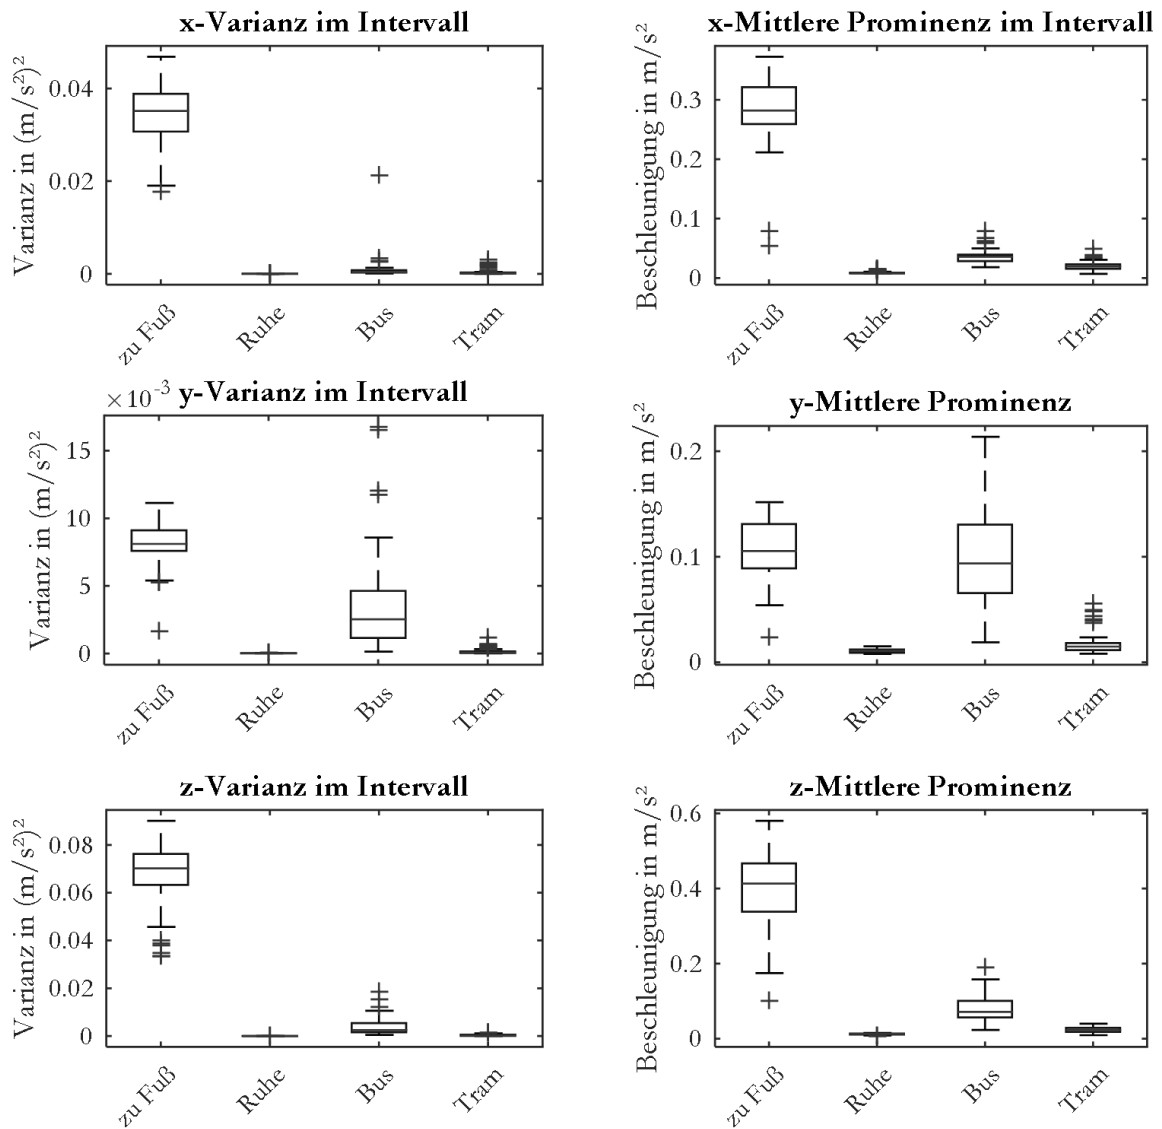 x-Varianz im Intervall
Varianz in (m/s²)²
0.04
0.02
0
zu Fuß
Ruhe
Bus
Tram
x-Mittlere Prominenz im Intervall
Beschleunigung in m/s²
0.3
0.2
0.1
0
zu Fuß
Ruhe
Bus
Tram
×10⁻³ y-Varianz im Intervall
Varianz in (m/s²)²
15
10
5
0
zu Fuß
Ruhe
Bus
Tram
y-Mittlere Prominenz
Beschleunigung in m/s²
0.2
0.1
0
zu Fuß
Ruhe
Bus
Tram
z-Varianz im Intervall
Varianz in (m/s²)²
0.08
0.06
0.04
0.02
0
zu Fuß
Ruhe
Bus
Tram
z-Mittlere Prominenz
Beschleunigung in m/s²
0.6
0.4
0.2
0
zu Fuß
Ruhe
Bus
Tram